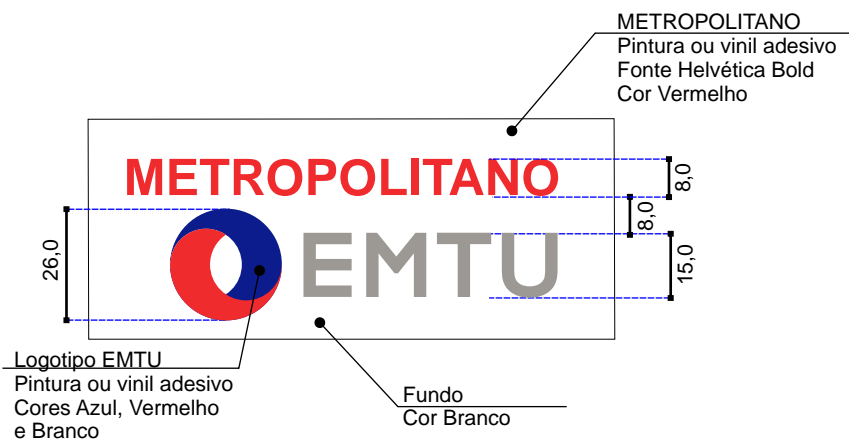 METROPOLITANO
Pintura ou vinil adesivo
Fonte Helvética Bold
Cor Vermelho
METROPOLITANO
8,0
8,0
26,0
EMTU
15,0
Logotipo EMTU
Pintura ou vinil adesivo
Cores Azul, Vermelho
e Branco
Fundo
Cor Branco